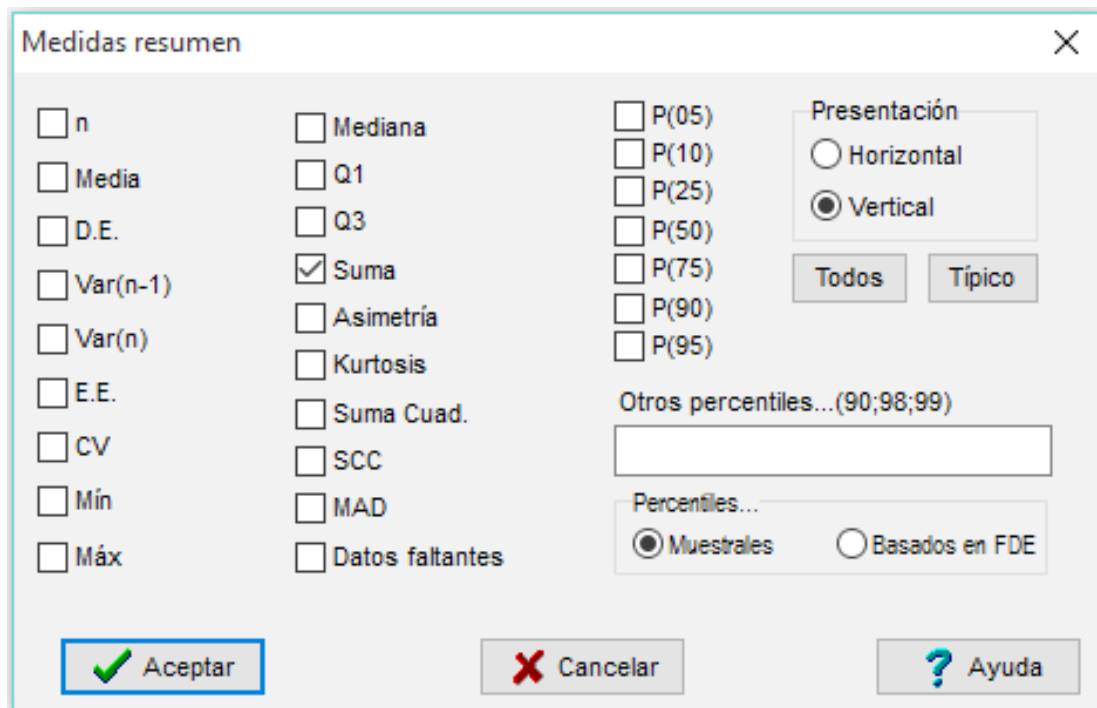 Medidas resumen
n
Media
D.E.
Var(n-1)
Var(n)
E.E.
CV
Mín
Máx
Mediana
Q1
Q3
Suma
Asimetría
Kurtosis
Suma Cuad.
SCC
MAD
Datos faltantes
P(05)
P(10)
P(25)
P(50)
P(75)
P(90)
P(95)
Presentación
Horizontal
Vertical
Todos
Típico
Otros percentiles...(90;98;99)
Percentiles...
Muestrales
Basados en FDE
Aceptar
Cancelar
Ayuda